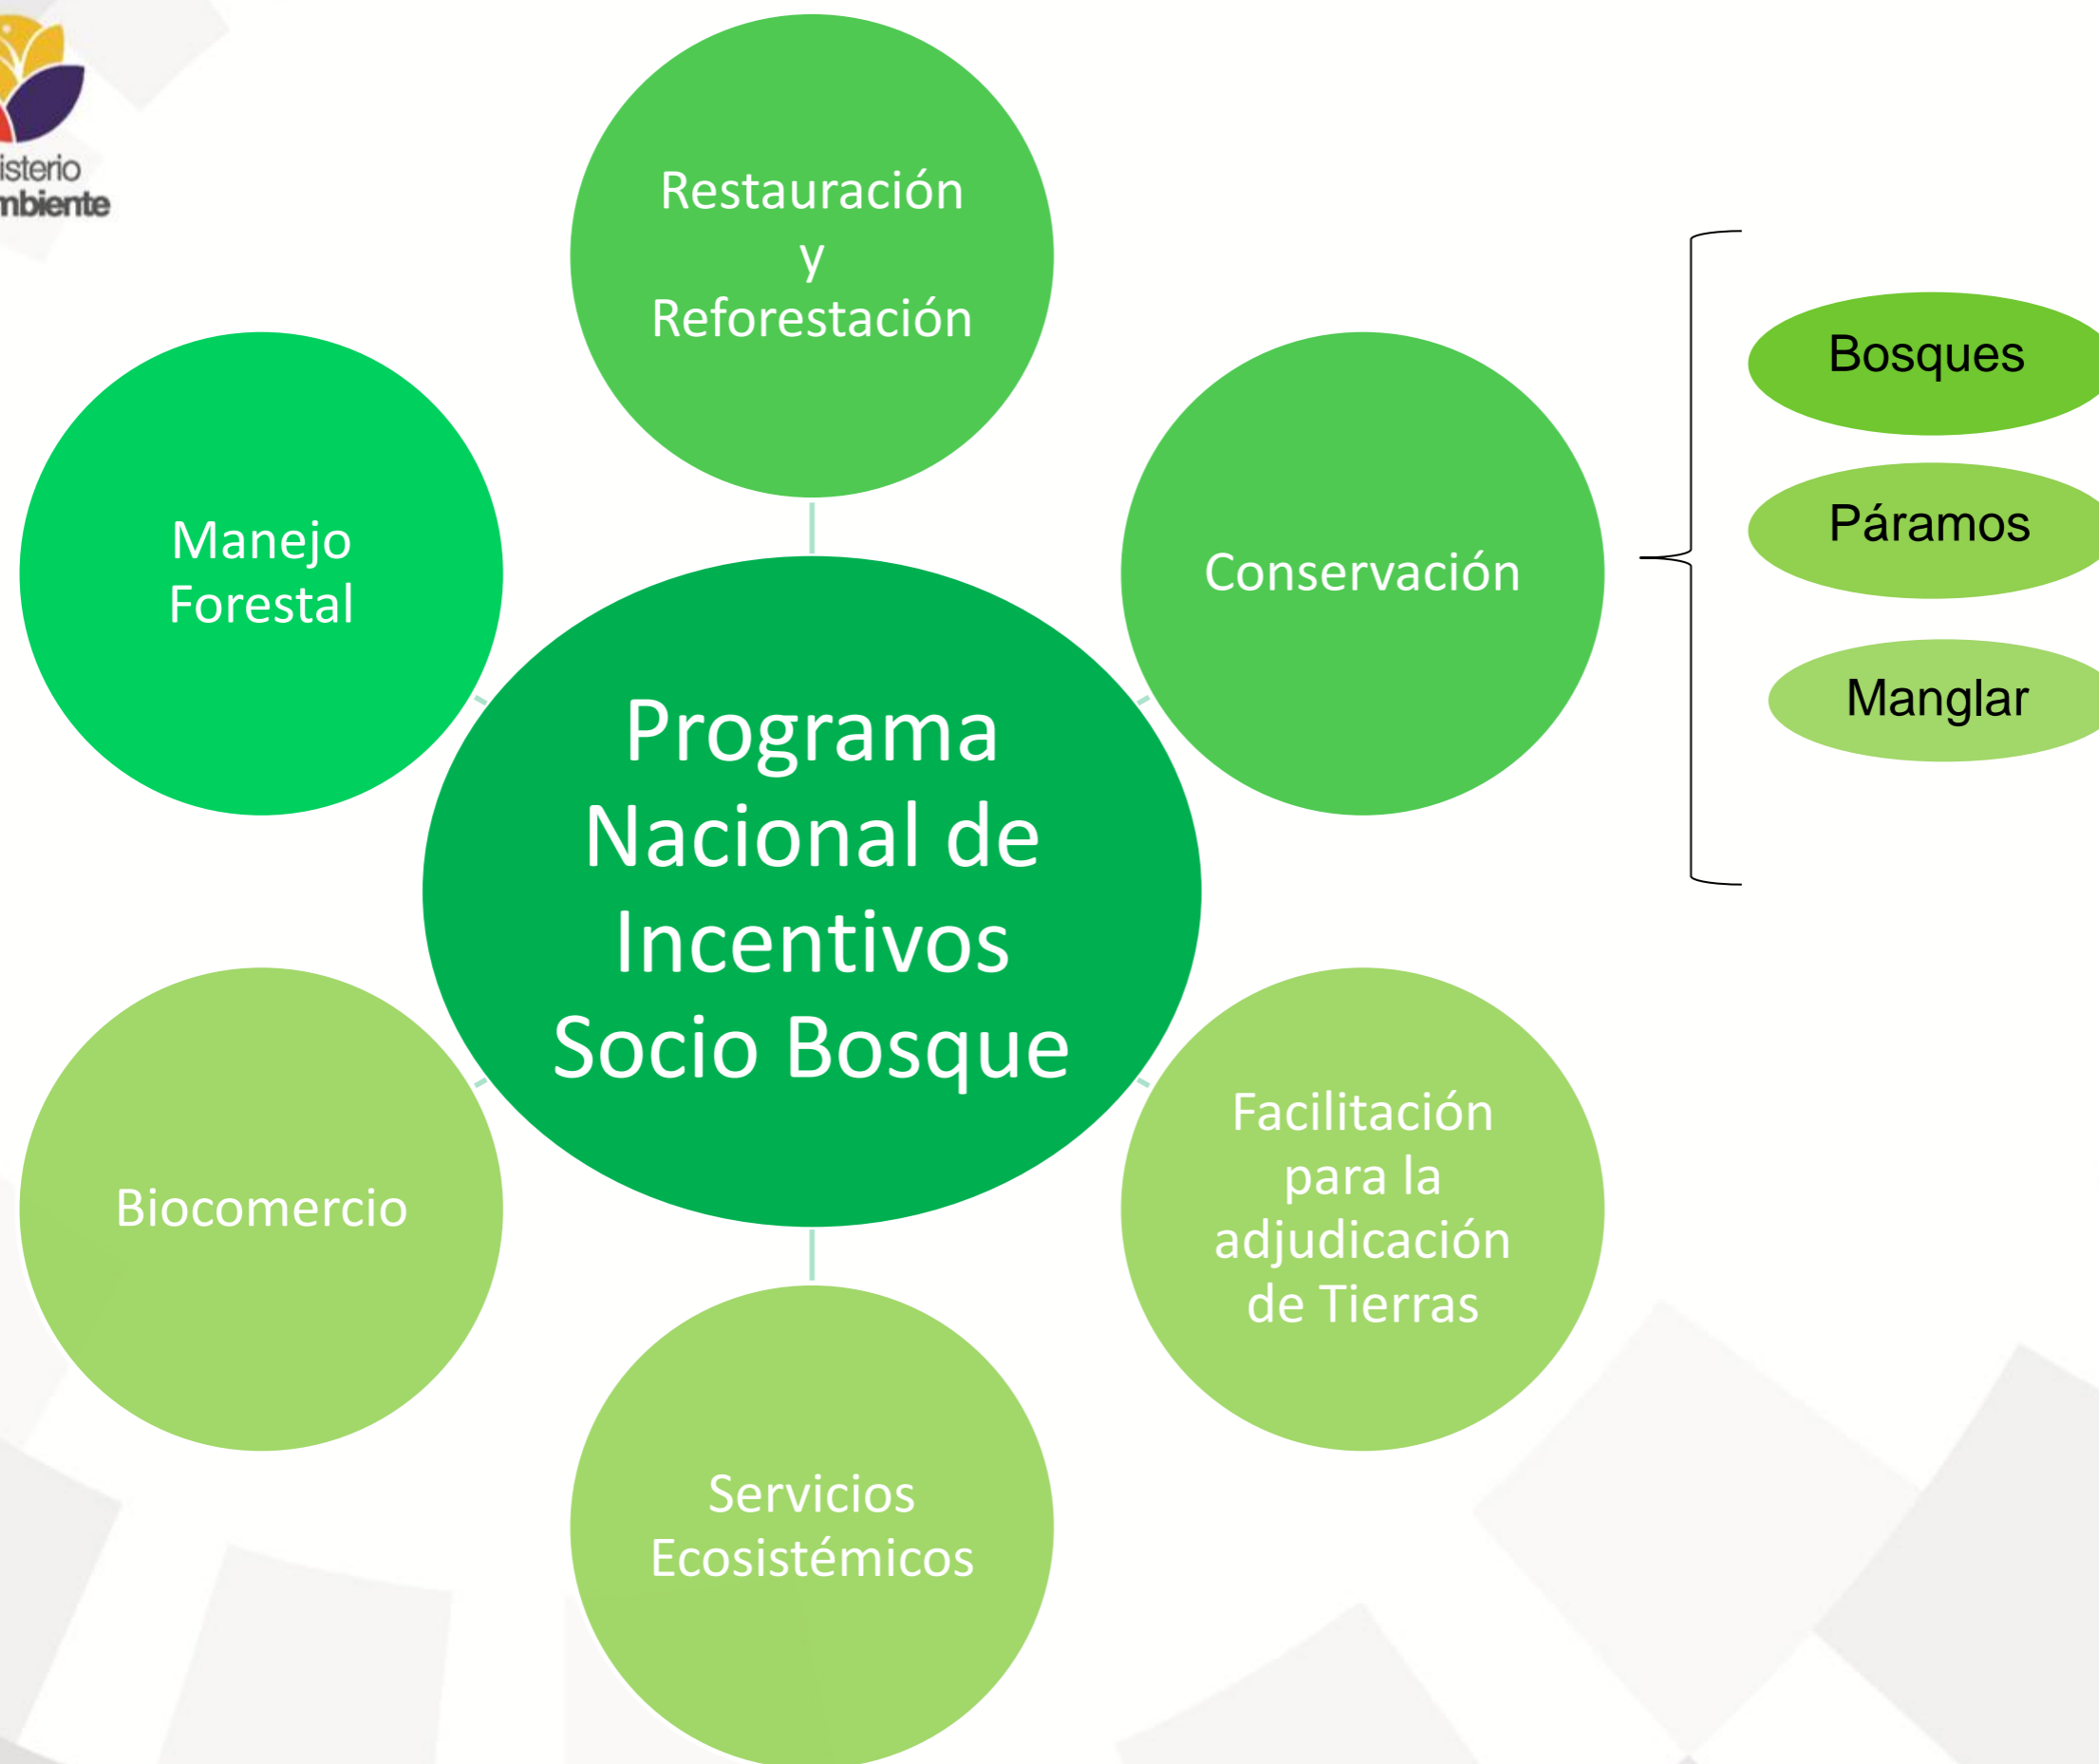 isterio
mbiente
Restauración
y
Reforestación
Manejo
Forestal
Conservación
Bosques
Páramos
Manglar
Programa
Nacional de
Incentivos
Socio Bosque
Biocomercio
Facilitación
para la
adjudicación
de Tierras
Servicios
Ecosistémicos